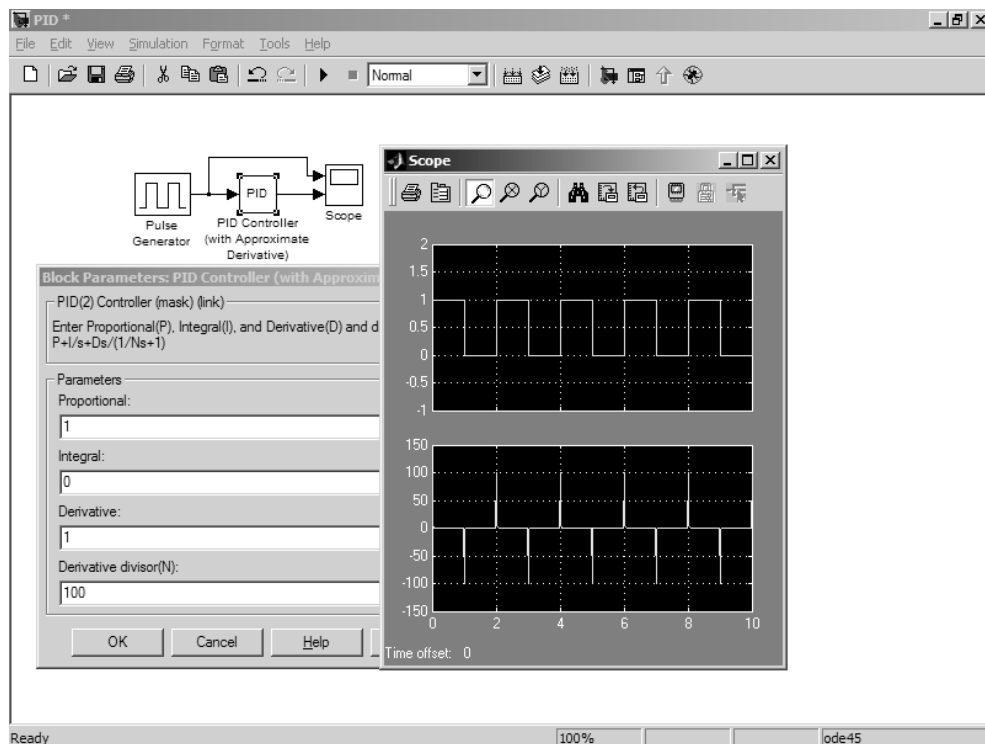 PID *
File Edit View Simulation Format Tools Help
Normal
PID
Pulse
Generator
PID Controller
(with Approximate
Derivative)
Scope
Block Parameters: PID Controller (with Approxim
PID(2) Controller (mask) (link)
Enter Proportional(P), Integral(I), and Derivative(D) and d
P+I/s+Ds/(1/Ns+1)
Parameters
Proportional:
1
Integral:
0
Derivative:
1
Derivative divisor(N):
100
OK Cancel Help
Scope
2
1.5
1
0.5
0
-0.5
-1
150
100
50
0
-50
-100
-150
0 2 4 6 8 10
Time offset: 0
Ready 100% ode45